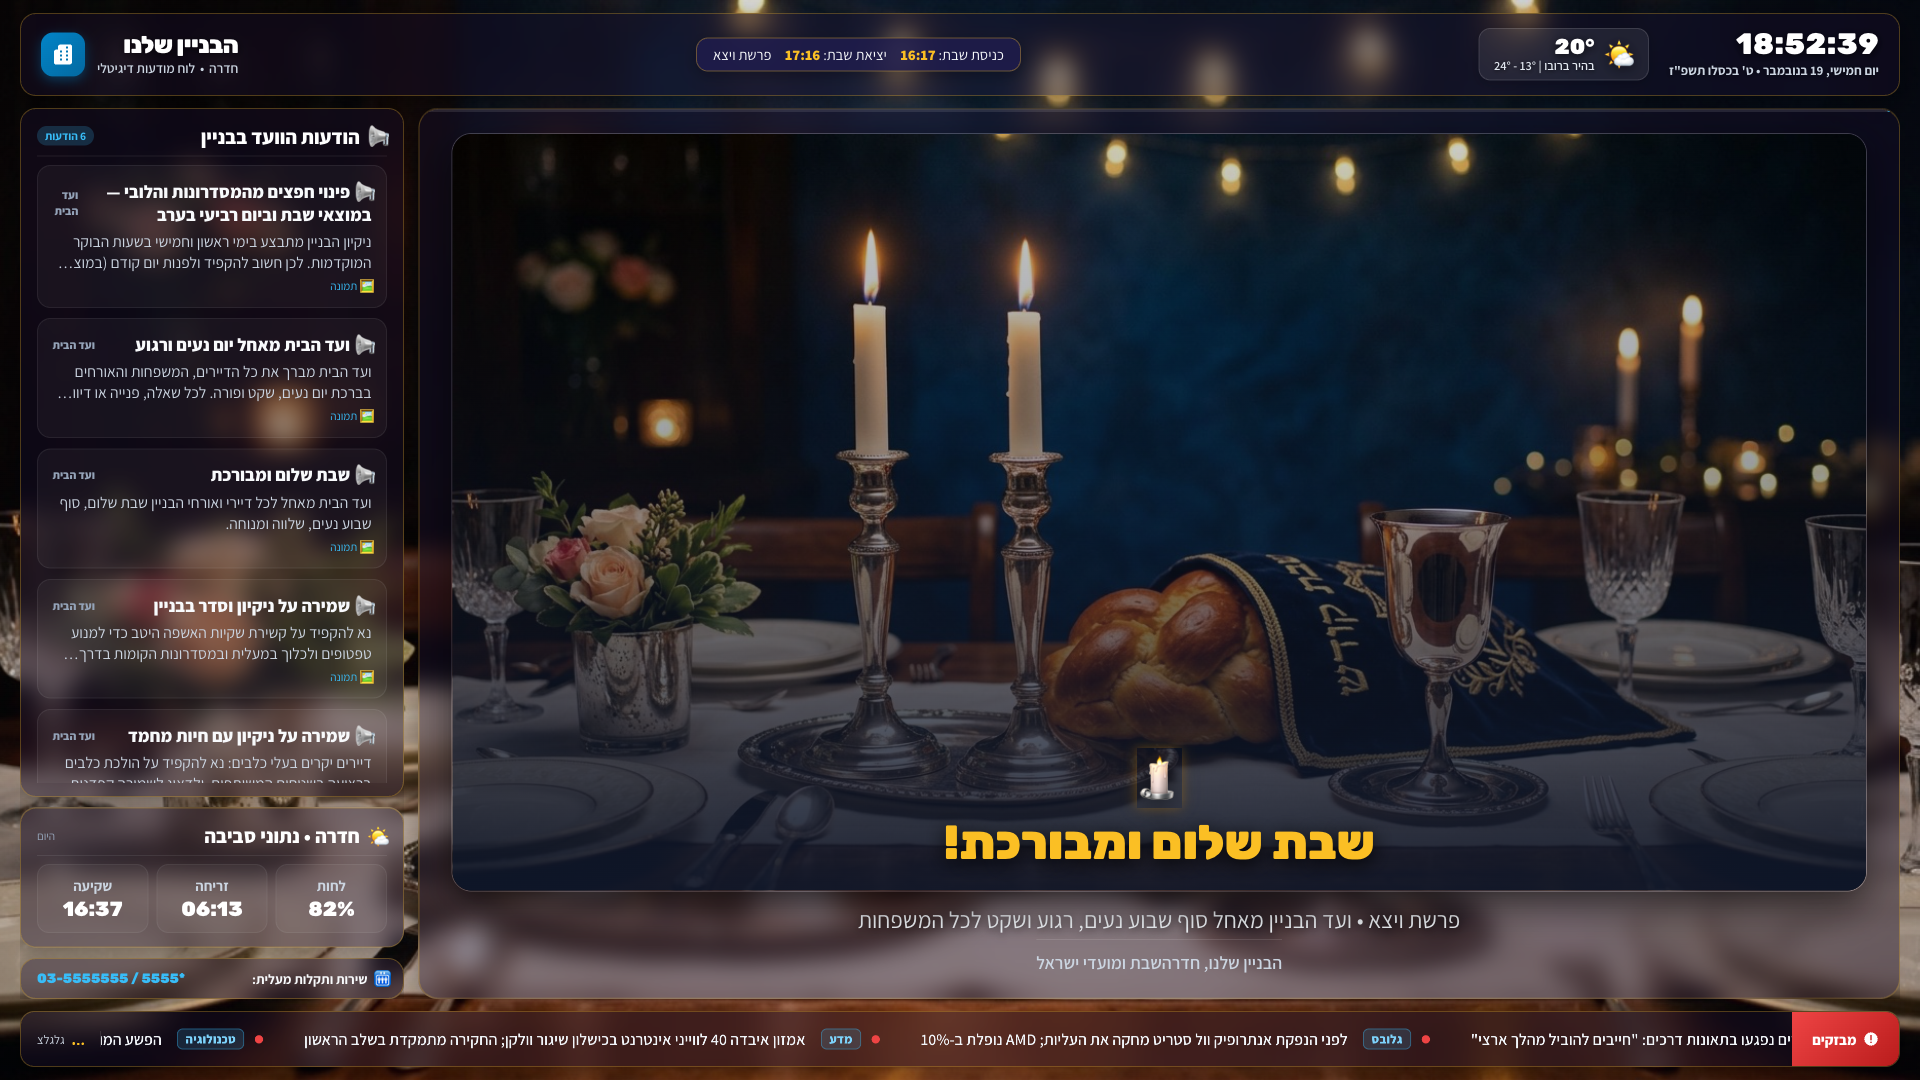 18:52:39
יום חמישי, 19 בנובמבר • ט' בכסלו תשפ"ז
20°
בהיר ברובו | 13° - 24°
כניסת שבת: 16:17 יציאת שבת: 17:16 פרשת ויצא
הבניין שלנו
חדרה • לוח מודעות דיגיטלי
הודעות הוועד בבניין
6 הודעות
פינוי חפצים מהמסדרונות והלובי —
במוצאי שבת וביום רביעי בערב
ועד
הבית
ניקיון הבניין מתבצע בימי ראשון וחמישי בשעות הבוקר
המוקדמות. לכן חשוב להקפיד ולפנות יום קודם (במוצ...
תמונה
ועד הבית מאחל יום נעים ורגוע
ועד הבית
ועד הבית מברך את כל הדיירים, המשפחות והאורחים
בברכת יום נעים, שקט ופורה. לכל שאלה, פנייה או דיוו...
תמונה
שבת שלום ומבורכת
ועד הבית
ועד הבית מאחל לכל דיירי ואורחי הבניין שבת שלום, סוף
שבוע נעים, שלווה ומנוחה.
תמונה
שמירה על ניקיון וסדר בבניין
ועד הבית
נא להקפיד על קשירת שקיות האשפה היטב כדי למנוע
טפטופים ולכלוך במעלית ובמסדרונות הקומות בדרך...
תמונה
שמירה על ניקיון עם חיות מחמד
ועד הבית
דיירים יקרים בעלי כלבים: נא להקפיד על הולכת כלבים
חדרה • נתוני סביבה
היום
לחות
82%
זריחה
06:13
שקיעה
16:37
שירות ותקלות מעלית:
03-5555555 / 5555*
קודש
שבת שלום ומבורכת!
פרשת ויצא • ועד הבניין מאחל סוף שבוע נעים, רגוע ושקט לכל המשפחות
הבניין שלנו, חדרהשבת ומועדי ישראל
מבזקים
ים נפגעו בתאונות דרכים: "חייבים להוביל מהלך ארצי"
גלובס
לפני הנפקת אנתרופיק וול סטריט מחקה את העליות; AMD נופלת ב-10%
מדע
אמזון איבדה 40 לווייני אינטרנט בכישלון שיגור וולקן; החקירה מתמקדת בשלב הראשון
טכנולוגיה
הפשע המו
...
גלגלצ